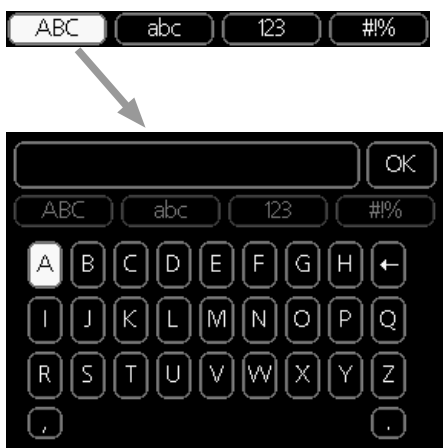 ABC abc 123 #!%
OK
ABC abc 123 #!%
A B C D E F G H ←
I J K L M N O P Q
R S T U V W X Y Z
, .